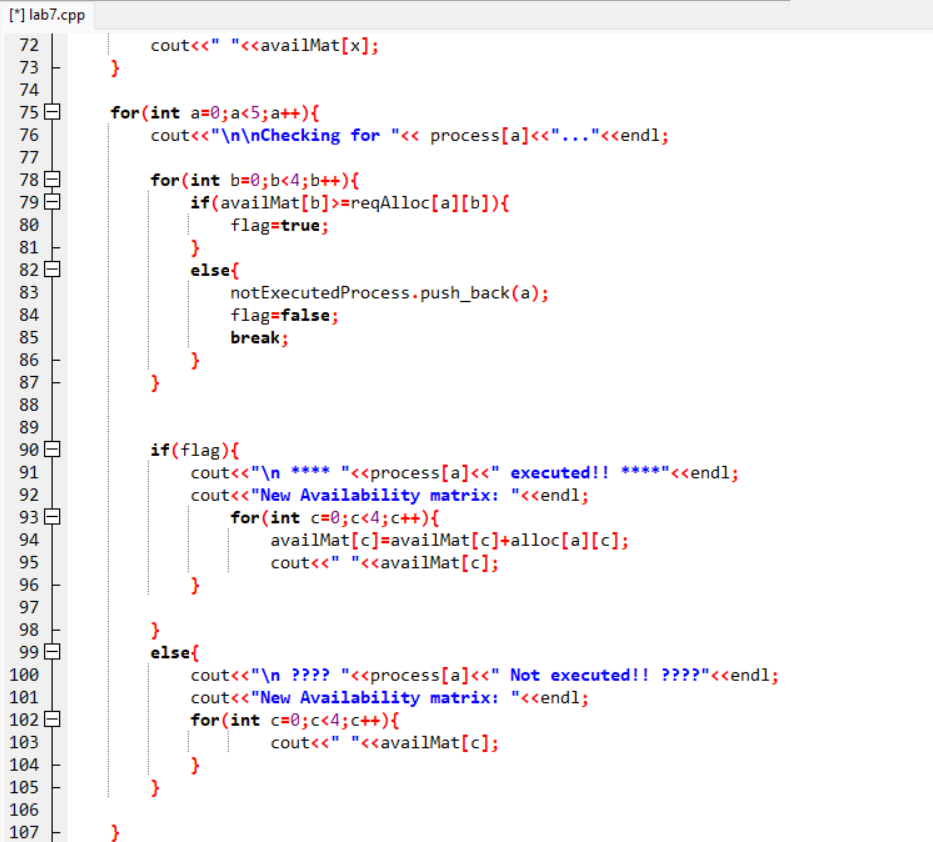 [*] lab7.cpp
72 cout<<" "<<availMat[x];
73 }
74
75 for(int a=0;a<5;a++){
76 cout<<"\n\nChecking for "<< process[a]<<"..."<<endl;
77
78 for(int b=0;b<4;b++){
79 if(availMat[b]>=reqAlloc[a][b]){
80 flag=true;
81 }
82 else{
83 notExecutedProcess.push_back(a);
84 flag=false;
85 break;
86 }
87 }
88
89
90 if(flag){
91 cout<<"\n **** "<<process[a]<<" executed!! ****"<<endl;
92 cout<<"New Availability matrix: "<<endl;
93 for(int c=0;c<4;c++){
94 availMat[c]=availMat[c]+alloc[a][c];
95 cout<<" "<<availMat[c];
96 }
97
98 }
99 else{
100 cout<<"\n ???? "<<process[a]<<" Not executed!! ????"<<endl;
101 cout<<"New Availability matrix: "<<endl;
102 for(int c=0;c<4;c++){
103 cout<<" "<<availMat[c];
104 }
105 }
106
107 }